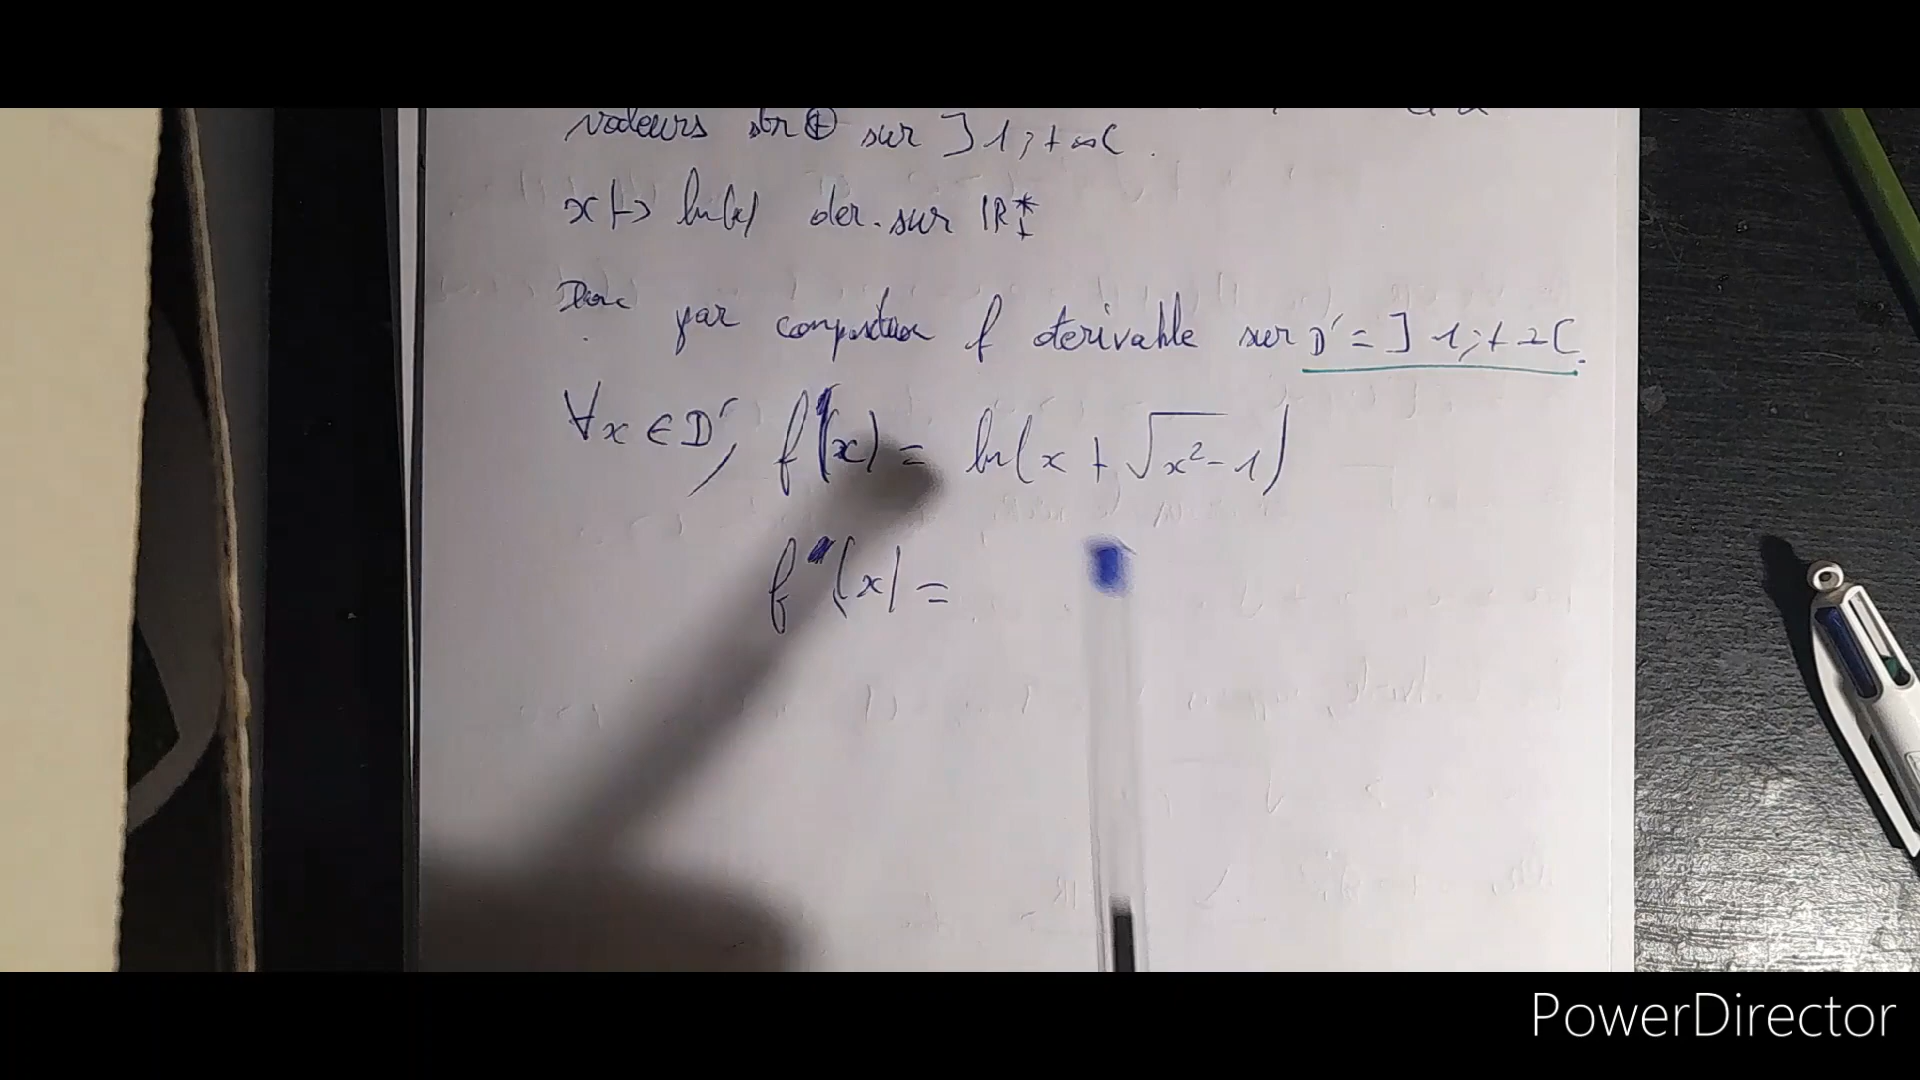 valeurs str ⊕ sur ]1;+∞[.
x ↦ ln(x) der. sur ℝ*₊
Donc par composition f derivable sur D' = ]1;+∞[.
∀x ∈ D', f(x) = ln(x + √(x²-1))
f'(x) =
PowerDirector